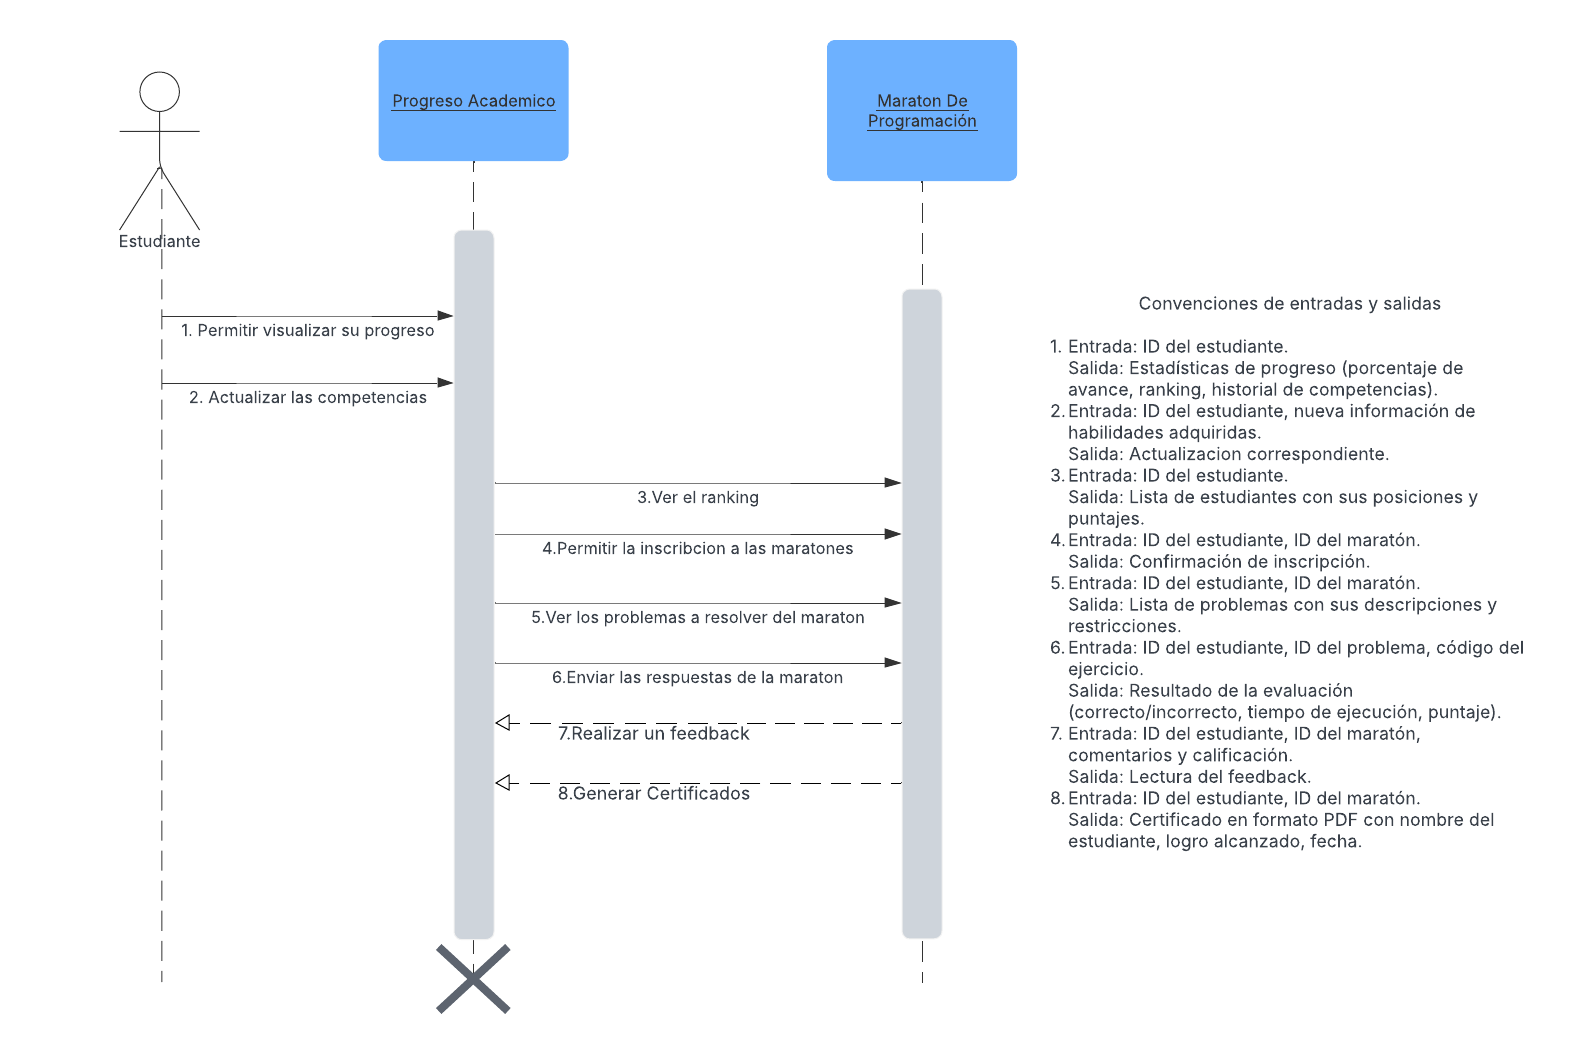 Progreso Academico
Maraton De
Programación
Estudiante
1. Permitir visualizar su progreso
2. Actualizar las competencias
3.Ver el ranking
4.Permitir la inscribcion a las maratones
5.Ver los problemas a resolver del maraton
6.Enviar las respuestas de la maraton
7.Realizar un feedback
8.Generar Certificados
Convenciones de entradas y salidas
1. Entrada: ID del estudiante.
Salida: Estadísticas de progreso (porcentaje de
avance, ranking, historial de competencias).
2. Entrada: ID del estudiante, nueva información de
habilidades adquiridas.
Salida: Actualizacion correspondiente.
3. Entrada: ID del estudiante.
Salida: Lista de estudiantes con sus posiciones y
puntajes.
4. Entrada: ID del estudiante, ID del maratón.
Salida: Confirmación de inscripción.
5. Entrada: ID del estudiante, ID del maratón.
Salida: Lista de problemas con sus descripciones y
restricciones.
6. Entrada: ID del estudiante, ID del problema, código del
ejercicio.
Salida: Resultado de la evaluación
(correcto/incorrecto, tiempo de ejecución, puntaje).
7. Entrada: ID del estudiante, ID del maratón,
comentarios y calificación.
Salida: Lectura del feedback.
8. Entrada: ID del estudiante, ID del maratón.
Salida: Certificado en formato PDF con nombre del
estudiante, logro alcanzado, fecha.